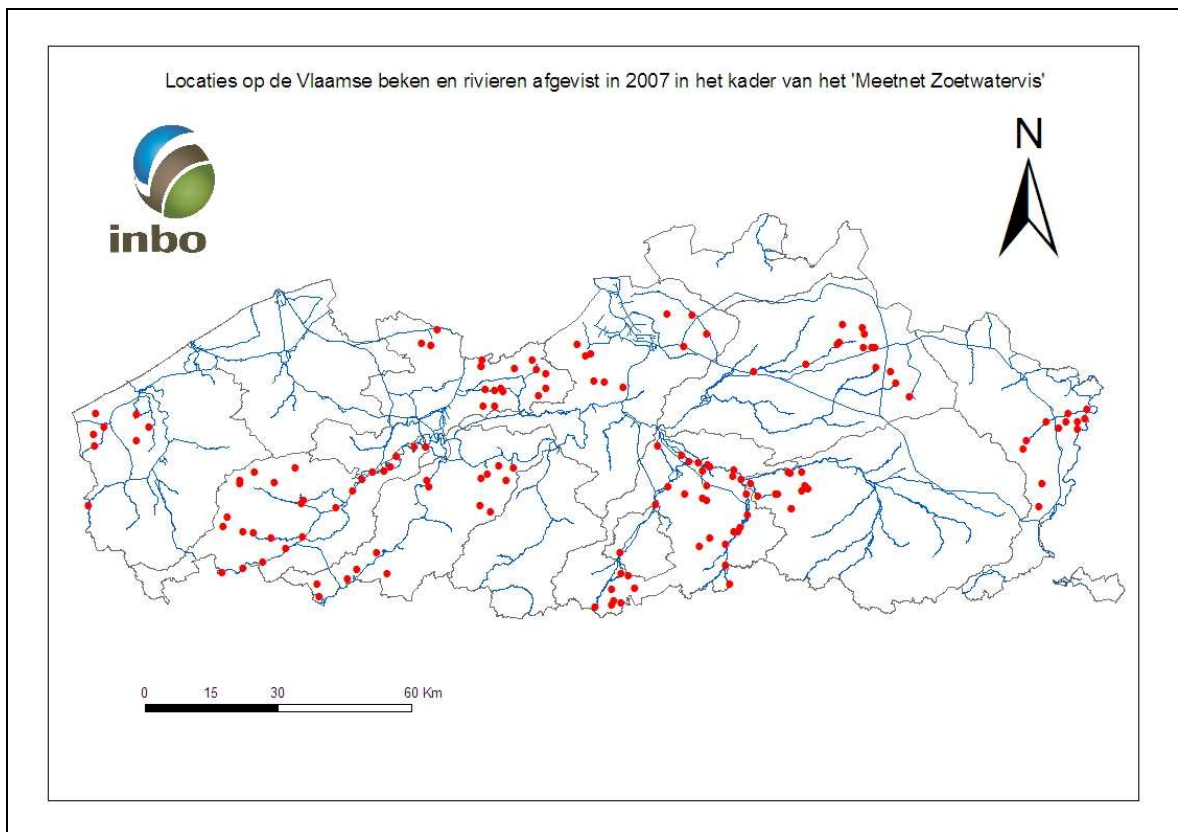 Locaties op de Vlaamse beken en rivieren afgevist in 2007 in het kader van het 'Meetnet Zoetwatervis'
N
inbo
0 15 30 60 Km